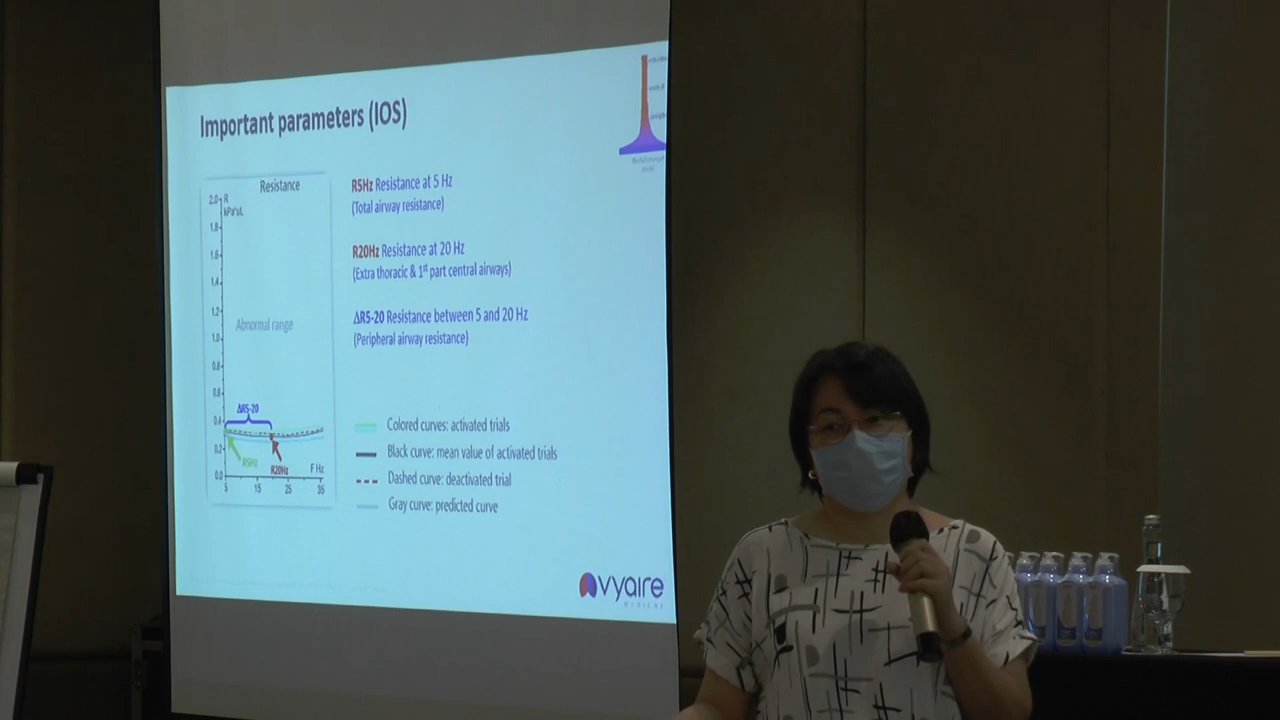 Important parameters (IOS)
Resistance
R
kPa*s/L
2.0
1.8
1.6
1.4
1.2
1.0
0.8
0.6
0.4
0.2
0.0
Abnormal range
ΔR5-20
R5Hz
R20Hz
F Hz
5 15 25 35
R5Hz Resistance at 5 Hz
(Total airway resistance)
R20Hz Resistance at 20 Hz
(Extra thoracic & 1st part central airways)
ΔR5-20 Resistance between 5 and 20 Hz
(Peripheral airway resistance)
Colored curves: activated trials
Black curve: mean value of activated trials
Dashed curve: deactivated trial
Gray curve: predicted curve
vyaire
MEDICAL